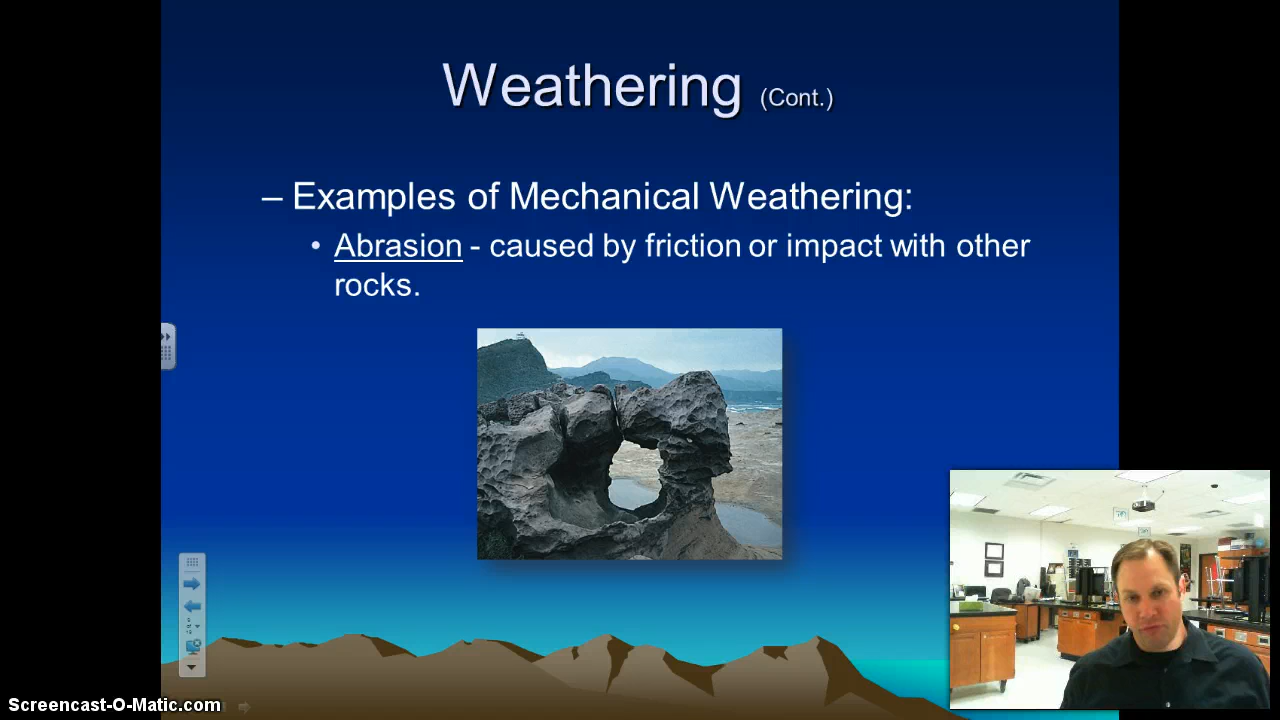 Weathering (Cont.)
– Examples of Mechanical Weathering:
• Abrasion - caused by friction or impact with other
rocks.
Screencast-O-Matic.com